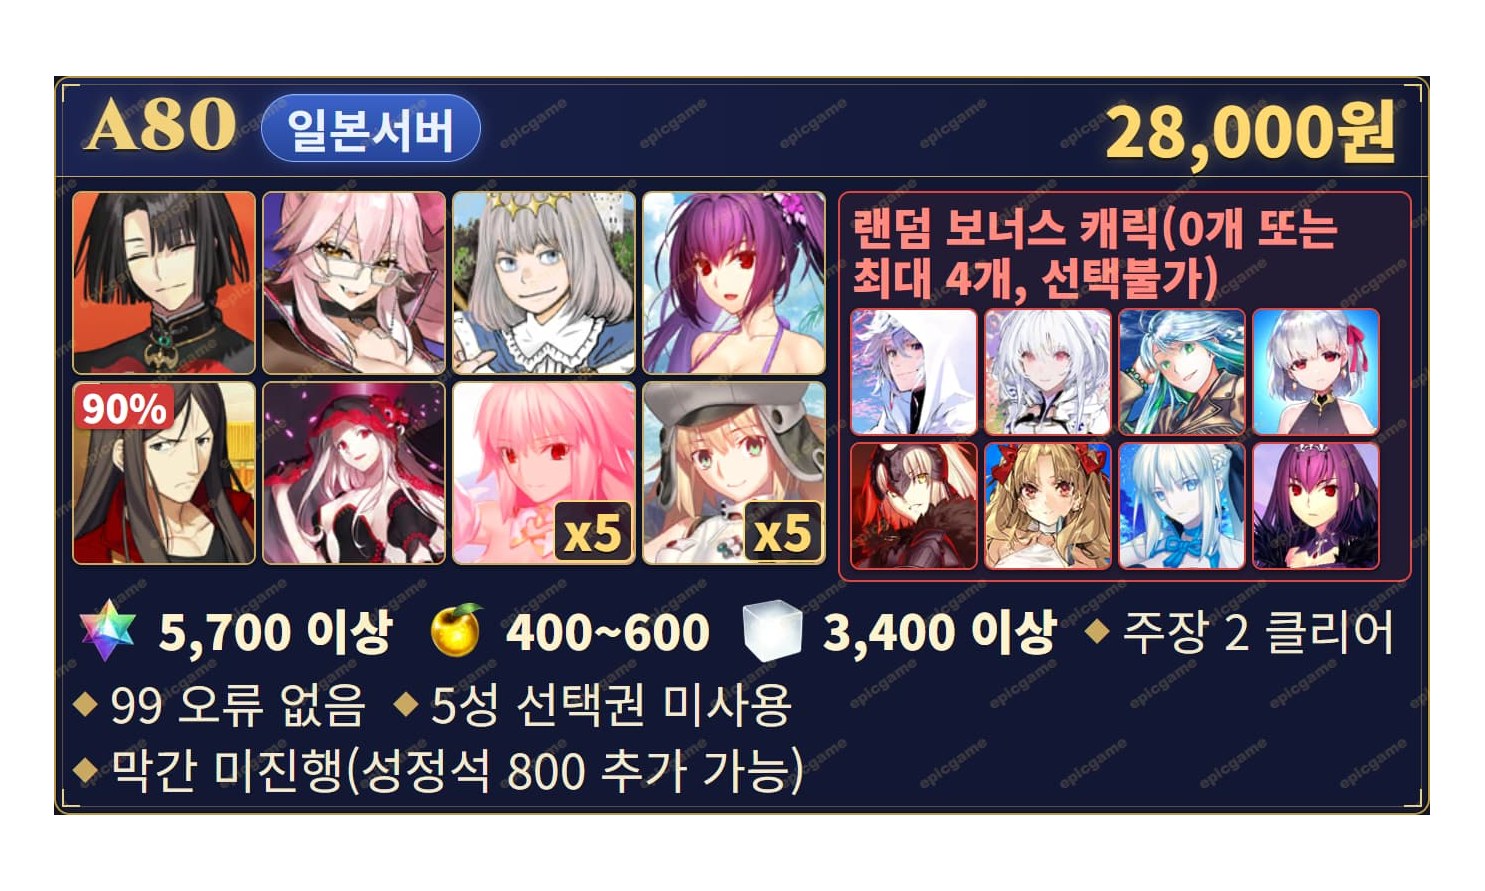 A80 일본서버 28,000원
랜덤 보너스 캐릭(0개 또는
최대 4개, 선택불가)
90%
x5 x5
5,700 이상 400~600 3,400 이상 ◆ 주장 2 클리어
◆ 99 오류 없음 ◆ 5성 선택권 미사용
◆ 막간 미진행(성정석 800 추가 가능)
epicgame